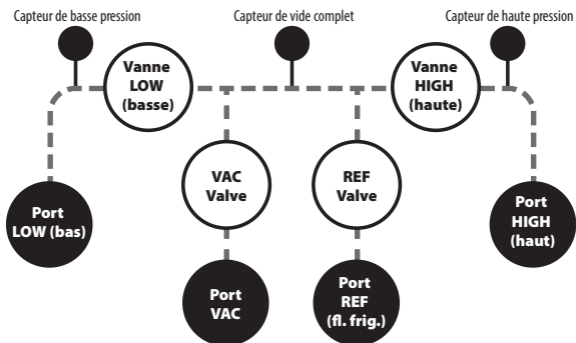 Capteur de basse pression
Capteur de vide complet
Capteur de haute pression
Vanne
LOW
(basse)
Vanne
HIGH
(haute)
VAC
Valve
REF
Valve
Port
LOW (bas)
Port
HIGH
(haut)
Port
VAC
Port
REF
(fl. frig.)